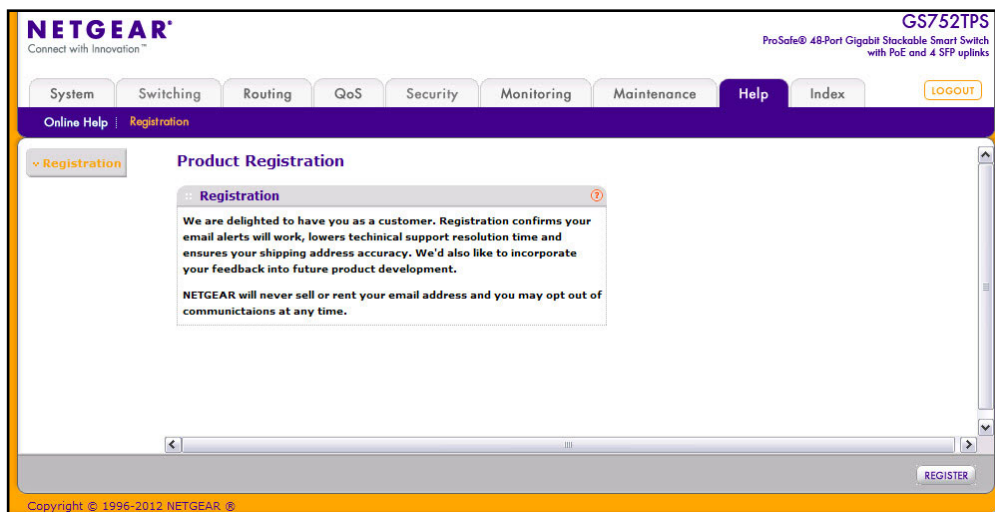 NETGEAR®
Connect with Innovation™
GS752TPS
ProSafe® 48-Port Gigabit Stackable Smart Switch
with PoE and 4 SFP uplinks
System Switching Routing QoS Security Monitoring Maintenance Help Index LOGOUT
Online Help Registration
Registration
Product Registration
Registration
We are delighted to have you as a customer. Registration confirms your
email alerts will work, lowers techinical support resolution time and
ensures your shipping address accuracy. We'd also like to incorporate
your feedback into future product development.
NETGEAR will never sell or rent your email address and you may opt out of
communictaions at any time.
REGISTER
Copyright © 1996-2012 NETGEAR ®